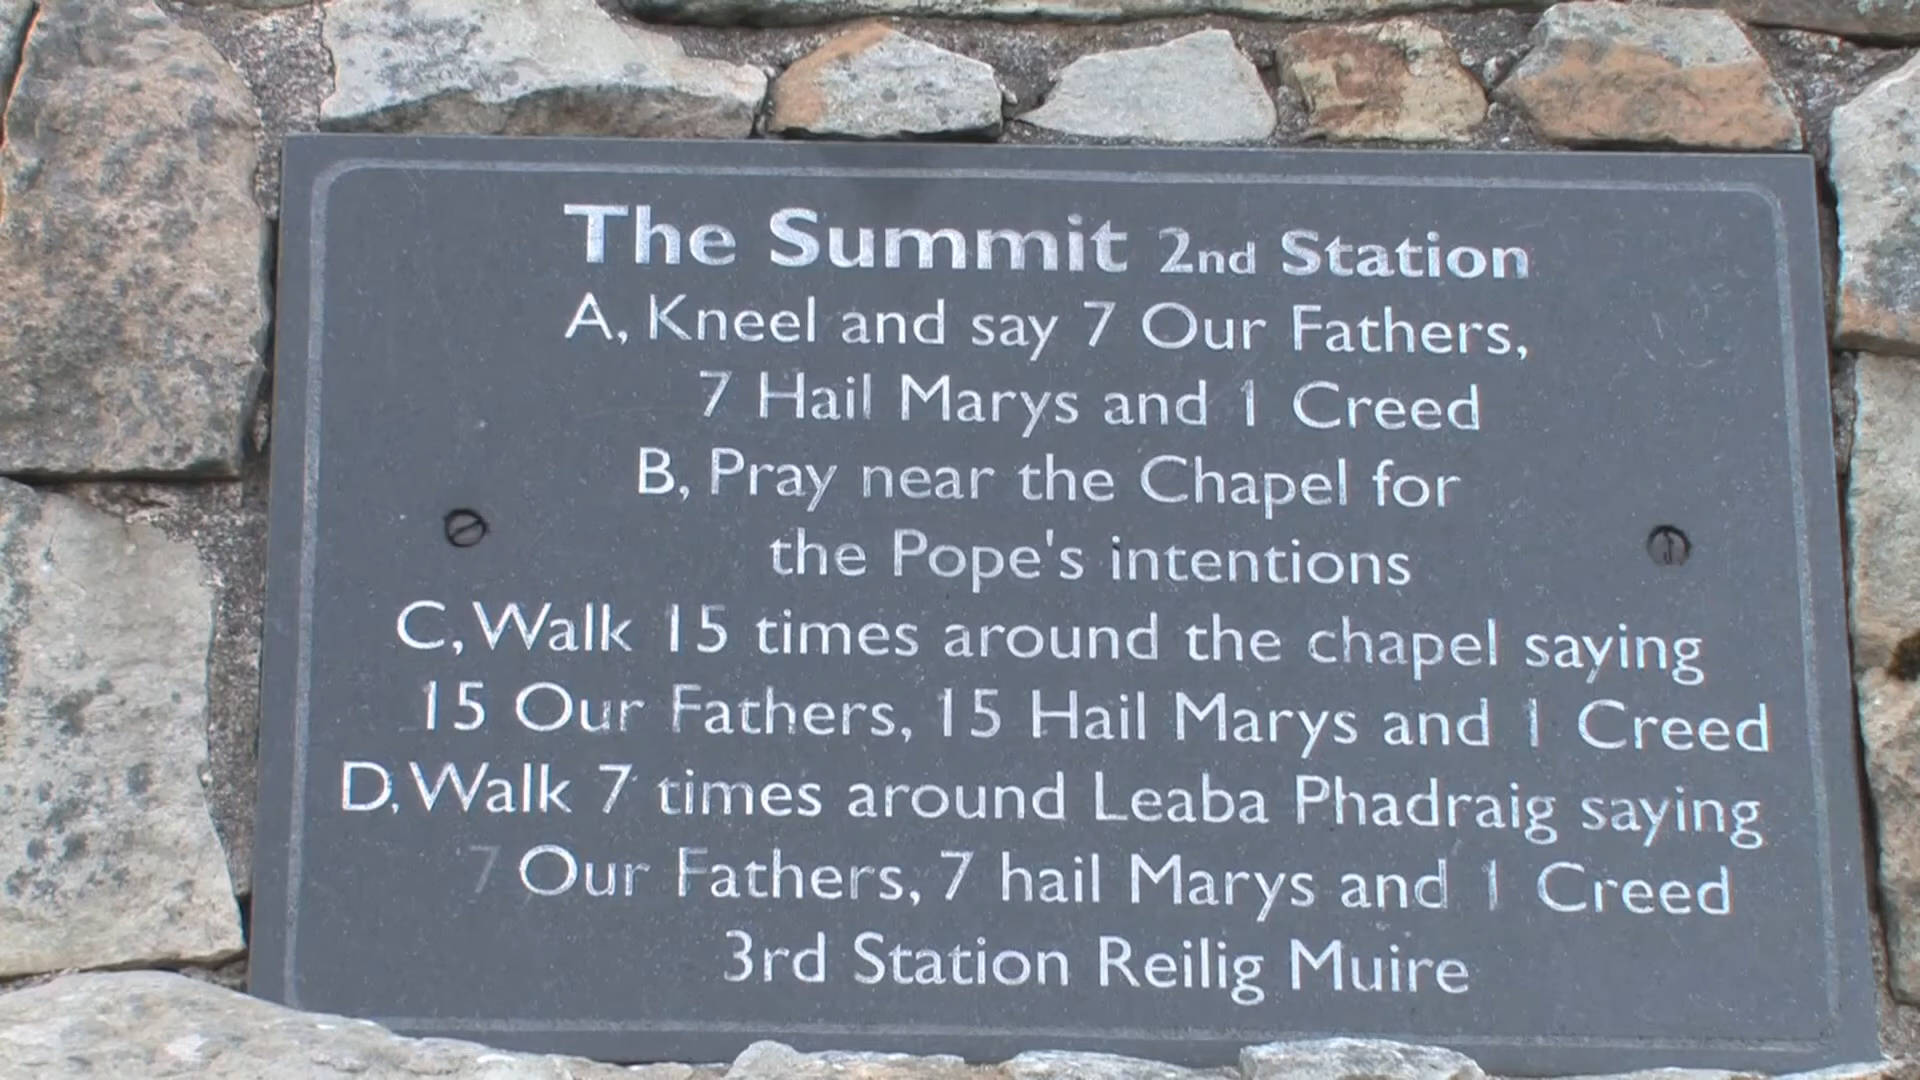 The Summit 2nd Station
A, Kneel and say 7 Our Fathers,
7 Hail Marys and 1 Creed
B, Pray near the Chapel for
the Pope's intentions
C, Walk 15 times around the chapel saying
15 Our Fathers, 15 Hail Marys and 1 Creed
D, Walk 7 times around Leaba Phadraig saying
7 Our Fathers, 7 hail Marys and 1 Creed
3rd Station Reilig Muire